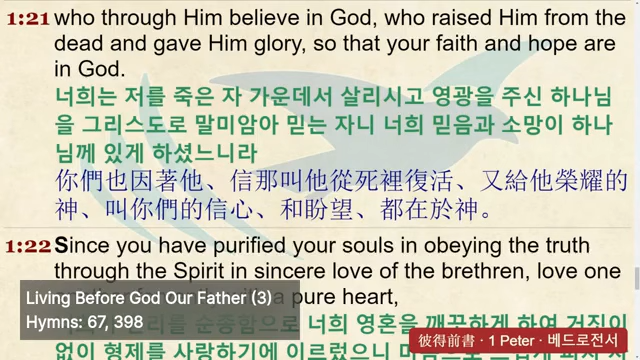 1:21 who through Him believe in God, who raised Him from the
dead and gave Him glory, so that your faith and hope are
in God.
너희는 저를 죽은 자 가운데서 살리시고 영광을 주신 하나님
을 그리스도로 말미암아 믿는 자니 너희 믿음과 소망이 하나
님께 있게 하셨느니라
你們也因著他、信那叫他從死裡復活、又給他榮耀的
神、叫你們的信心、和盼望、都在於神。
1:22 Since you have purified your souls in obeying the truth
through the Spirit in sincere love of the brethren, love one
a pure heart,
Living Before God Our Father (3)
Hymns: 67, 398
순종함으로 너희 영혼을 깨끗하게 하여 거짓이
없이 형제를 사랑하기에 이르렀으니
彼得前書 · 1 Peter · 베드로전서